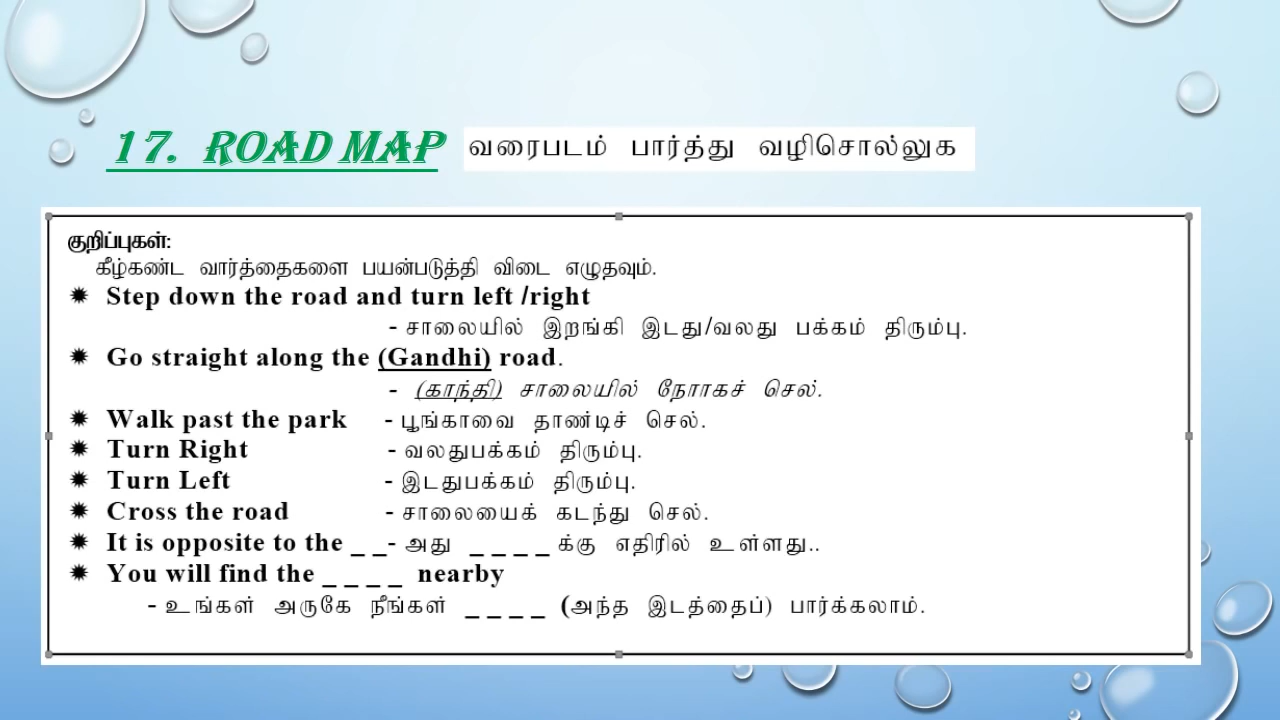 17. ROAD MAP வரைபடம் பார்த்து வழிசொல்லுக
குறிப்புகள்:
கீழ்கண்ட வார்த்தைகளை பயன்படுத்தி விடை எழுதவும்.
✹ Step down the road and turn left /right
- சாலையில் இறங்கி இடது/வலது பக்கம் திரும்பு.
✹ Go straight along the (Gandhi) road.
- (காந்தி) சாலையில் நோராகச் செல்.
✹ Walk past the park - பூங்காவை தாண்டிச் செல்.
✹ Turn Right - வலதுபக்கம் திரும்பு.
✹ Turn Left - இடதுபக்கம் திரும்பு.
✹ Cross the road - சாலையைக் கடந்து செல்.
✹ It is opposite to the _ _- அது _ _ _ _ க்கு எதிரில் உள்ளது..
✹ You will find the _ _ _ _ nearby
- உங்கள் அருகே நீங்கள் _ _ _ _ (அந்த இடத்தைப்) பார்க்கலாம்.